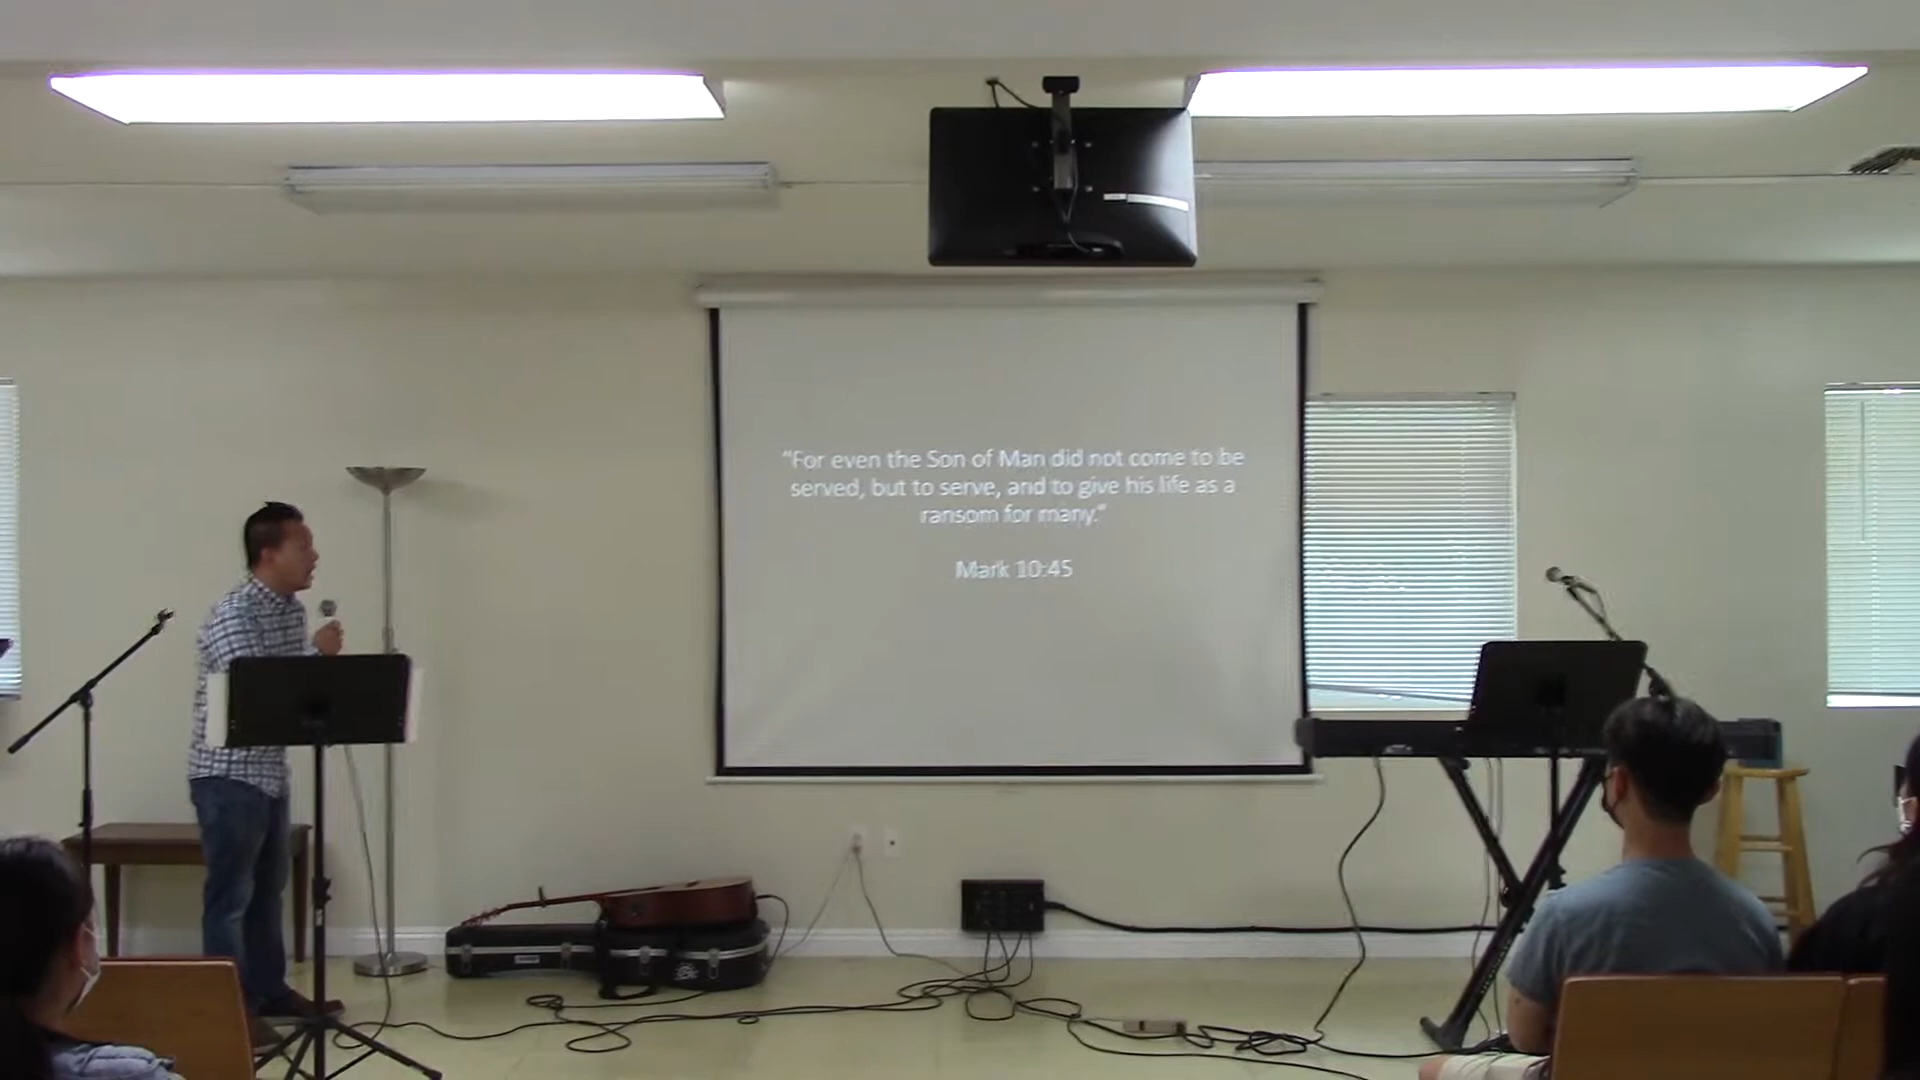 “For even the Son of Man did not come to be
served, but to serve, and to give his life as a
ransom for many.”
Mark 10:45